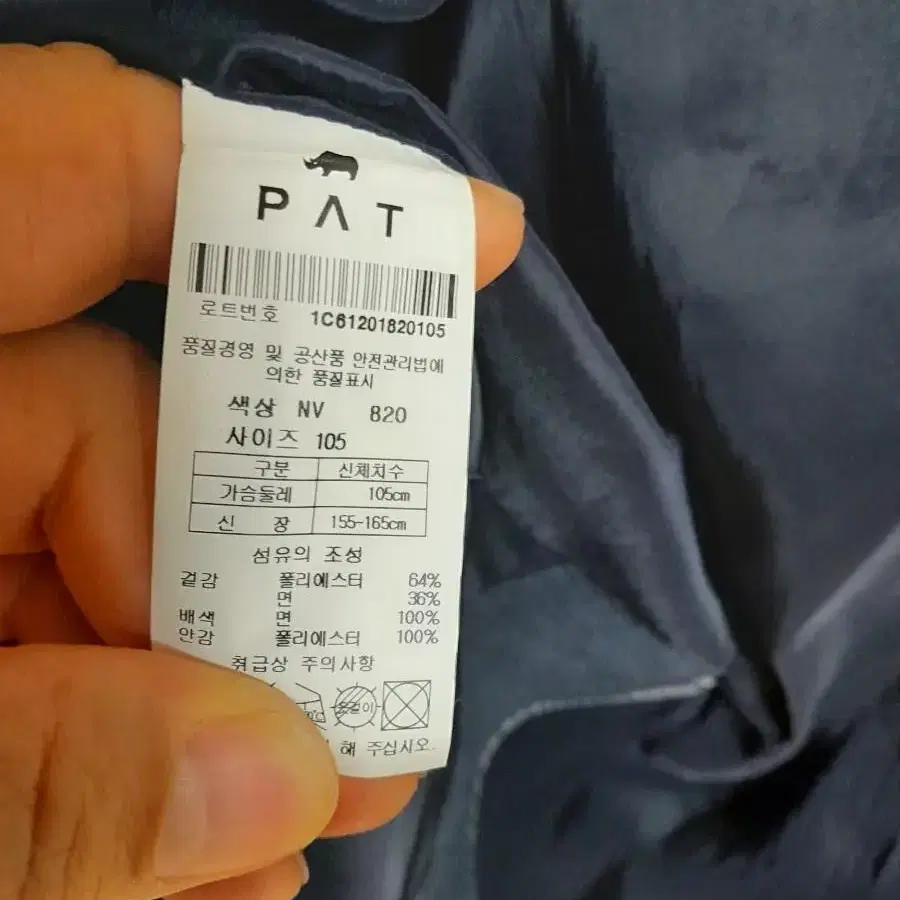 PAT
로트번호 1C61201820105
품질경영 및 공산품 안전관리법에
의한 품질표시
색상 NV 820
사이즈 105
구분 신체치수
가슴둘레 105cm
신 장 155-165cm
섬유의 조성
겉감 폴리에스터 64%
면 36%
배색 면 100%
안감 폴리에스터 100%
취급상 주의사항
해 주십시오.